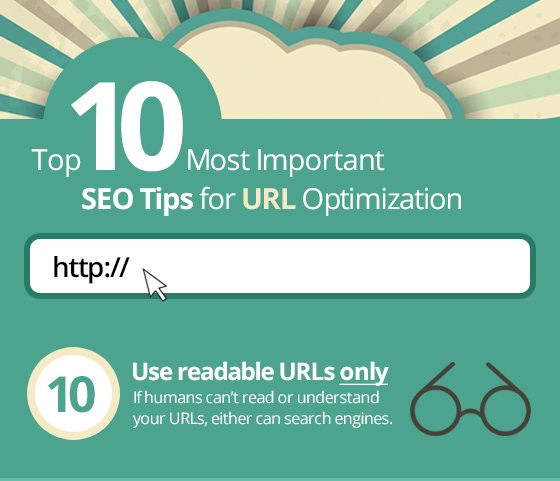 Top 10 Most Important
SEO Tips for URL Optimization
http://
10
Use readable URLs only
If humans can't read or understand
your URLs, either can search engines.